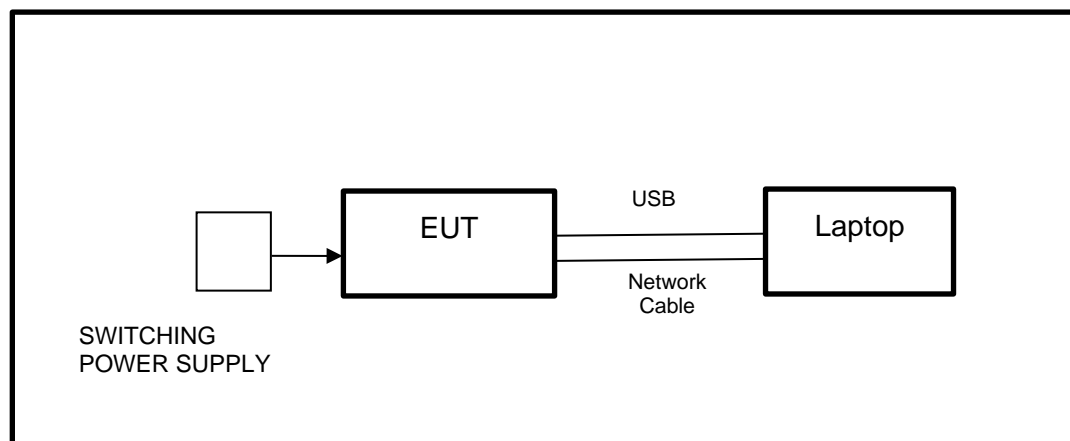 USB
EUT
Laptop
Network
Cable
SWITCHING
POWER SUPPLY